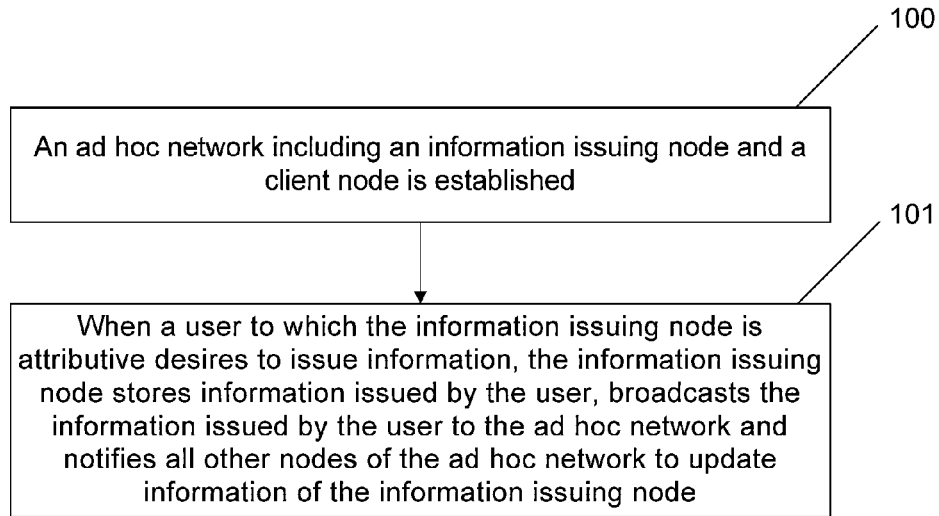 100
An ad hoc network including an information issuing node and a
client node is established
101
When a user to which the information issuing node is
attributive desires to issue information, the information issuing
node stores information issued by the user, broadcasts the
information issued by the user to the ad hoc network and
notifies all other nodes of the ad hoc network to update
information of the information issuing node